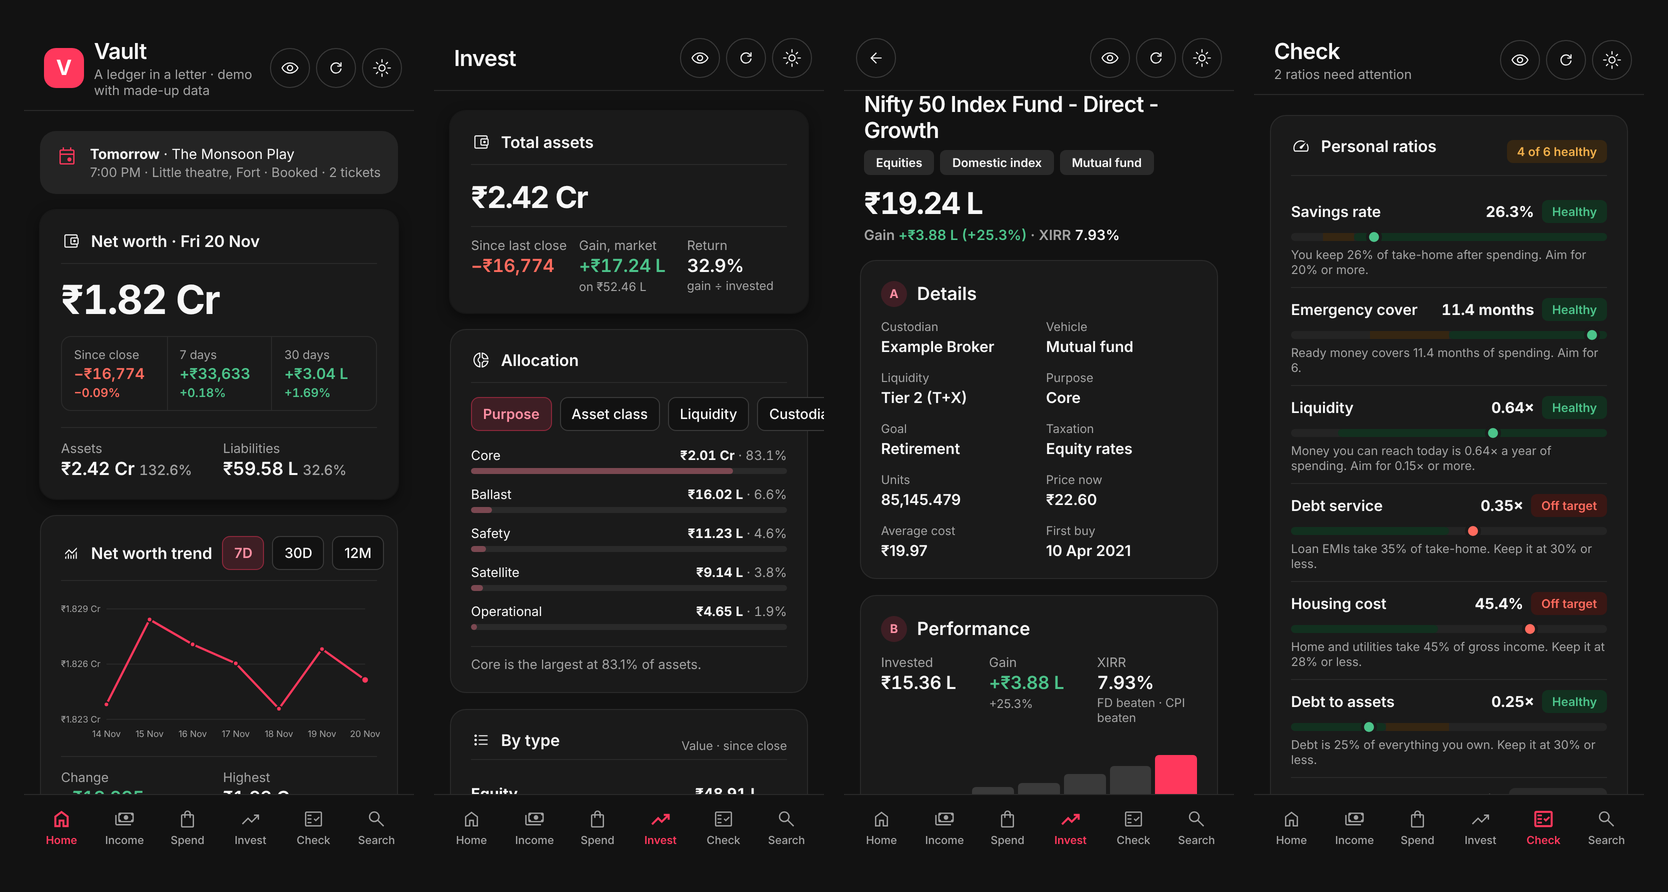 V
Vault
A ledger in a letter · demo
with made-up data
Tomorrow · The Monsoon Play
7:00 PM · Little theatre, Fort · Booked · 2 tickets
Net worth · Fri 20 Nov
₹1.82 Cr
Since close
−₹16,774
−0.09%
7 days
+₹33,633
+0.18%
30 days
+₹3.04 L
+1.69%
Assets
₹2.42 Cr 132.6%
Liabilities
₹59.58 L 32.6%
Net worth trend
7D
30D
12M
₹1.829 Cr
₹1.826 Cr
₹1.823 Cr
14 Nov 15 Nov 16 Nov 17 Nov 18 Nov 19 Nov 20 Nov
Change
Highest
Home Income Spend Invest Check Search
Invest
Total assets
₹2.42 Cr
Since last close
−₹16,774
Gain, market
+₹17.24 L
on ₹52.46 L
Return
32.9%
gain ÷ invested
Allocation
Purpose
Asset class
Liquidity
Custodia
Core ₹2.01 Cr · 83.1%
Ballast ₹16.02 L · 6.6%
Safety ₹11.23 L · 4.6%
Satellite ₹9.14 L · 3.8%
Operational ₹4.65 L · 1.9%
Core is the largest at 83.1% of assets.
By type
Value · since close
Equity ₹48.91 L
Home Income Spend Invest Check Search
Nifty 50 Index Fund - Direct -
Growth
Equities
Domestic index
Mutual fund
₹19.24 L
Gain +₹3.88 L (+25.3%) · XIRR 7.93%
A
Details
Custodian
Example Broker
Vehicle
Mutual fund
Liquidity
Tier 2 (T+X)
Purpose
Core
Goal
Retirement
Taxation
Equity rates
Units
85,145.479
Price now
₹22.60
Average cost
₹19.97
First buy
10 Apr 2021
B
Performance
Invested
₹15.36 L
Gain
+₹3.88 L
+25.3%
XIRR
7.93%
FD beaten · CPI
beaten
Home Income Spend Invest Check Search
Check
2 ratios need attention
Personal ratios
4 of 6 healthy
Savings rate 26.3% Healthy
You keep 26% of take-home after spending. Aim for
20% or more.
Emergency cover 11.4 months Healthy
Ready money covers 11.4 months of spending. Aim for
6.
Liquidity 0.64× Healthy
Money you can reach today is 0.64× a year of
spending. Aim for 0.15× or more.
Debt service 0.35× Off target
Loan EMIs take 35% of take-home. Keep it at 30% or
less.
Housing cost 45.4% Off target
Home and utilities take 45% of gross income. Keep it at
28% or less.
Debt to assets 0.25× Healthy
Debt is 25% of everything you own. Keep it at 30% or
less.
Home Income Spend Invest Check Search